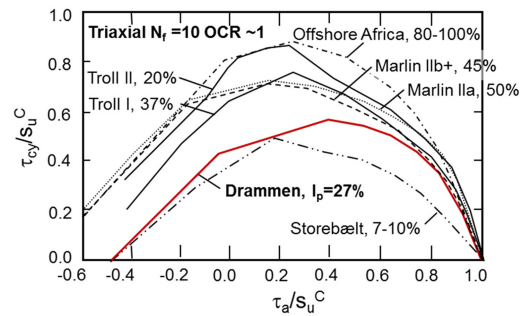 Triaxial N_f =10 OCR ~1
Offshore Africa, 80-100%
Marlin IIb+, 45%
Troll II, 20%
Marlin IIa, 50%
Troll I, 37%
Drammen, I_p=27%
Storebælt, 7-10%
τ_cy/s_u^C
1.0
0.8
0.6
0.4
0.2
0.0
-0.6 -0.4 -0.2 0.0 0.2 0.4 0.6 0.8 1.0
τ_a/s_u^C